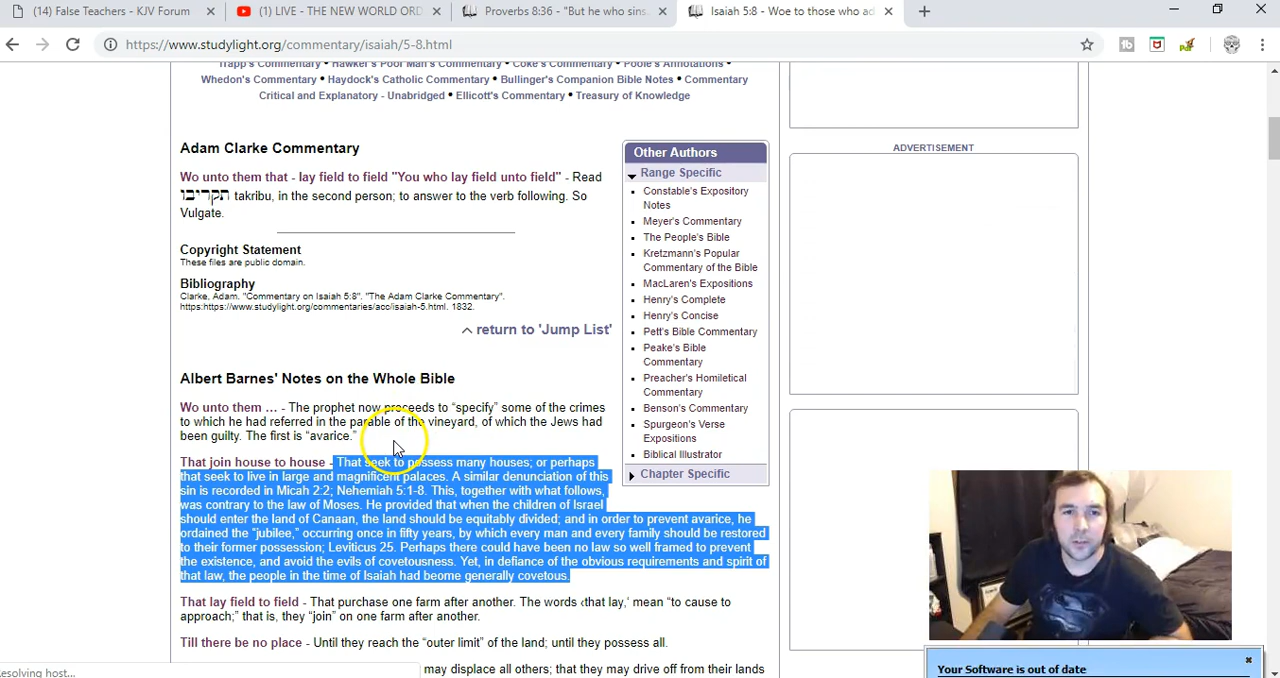 (14) False Teachers - KJV Forum
(1) LIVE - THE NEW WORLD ORD
Proverbs 8:36 - "But he who sins
Isaiah 5:8 - Woe to those who ad
https://www.studylight.org/commentary/isaiah/5-8.html
Trapp's Commentary • Hawker's Poor Man's Commentary • Coke's Commentary • Poole's Annotations •
Whedon's Commentary • Haydock's Catholic Commentary • Bullinger's Companion Bible Notes • Commentary
Critical and Explanatory - Unabridged • Ellicott's Commentary • Treasury of Knowledge
Adam Clarke Commentary
Wo unto them that - lay field to field "You who lay field unto field" - Read
תקריבו takribu, in the second person; to answer to the verb following. So
Vulgate.
Copyright Statement
These files are public domain.
Bibliography
Clarke, Adam. "Commentary on Isaiah 5:8". "The Adam Clarke Commentary".
https:https://www.studylight.org/commentaries/acc/isaiah-5.html. 1832.
return to 'Jump List'
Albert Barnes' Notes on the Whole Bible
Wo unto them ... - The prophet now proceeds to “specify” some of the crimes
to which he had referred in the parable of the vineyard, of which the Jews had
been guilty. The first is “avarice.”
That join house to house - That seek to possess many houses; or perhaps
that seek to live in large and magnificent palaces. A similar denunciation of this
sin is recorded in Micah 2:2; Nehemiah 5:1-8. This, together with what follows,
was contrary to the law of Moses. He provided that when the children of Israel
should enter the land of Canaan, the land should be equitably divided; and in order to prevent avarice, he
ordained the “jubilee,” occurring once in fifty years, by which every man and every family should be restored
to their former possession; Leviticus 25. Perhaps there could have been no law so well framed to prevent
the existence, and avoid the evils of covetousness. Yet, in defiance of the obvious requirements and spirit of
that law, the people in the time of Isaiah had beome generally covetous.
That lay field to field - That purchase one farm after another. The words ‹that lay,‘ mean “to cause to
approach;” that is, they “join” on one farm after another.
Till there be no place - Until they reach the “outer limit” of the land; until they possess all.
may displace all others; that they may drive off from their lands
Resolving host...
Other Authors
Range Specific
Constable's Expository
Notes
Meyer's Commentary
The People's Bible
Kretzmann's Popular
Commentary of the Bible
MacLaren's Expositions
Henry's Complete
Henry's Concise
Pett's Bible Commentary
Peake's Bible
Commentary
Preacher's Homiletical
Commentary
Benson's Commentary
Spurgeon's Verse
Expositions
Biblical Illustrator
Chapter Specific
ADVERTISEMENT
Your Software is out of date